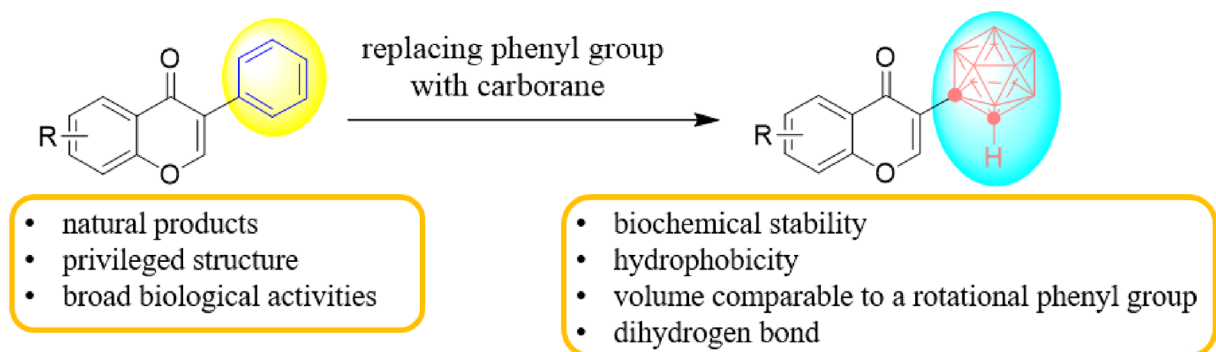 replacing phenyl group
with carborane
O
R
O
O
R
O
H
• natural products
• privileged structure
• broad biological activities
• biochemical stability
• hydrophobicity
• volume comparable to a rotational phenyl group
• dihydrogen bond